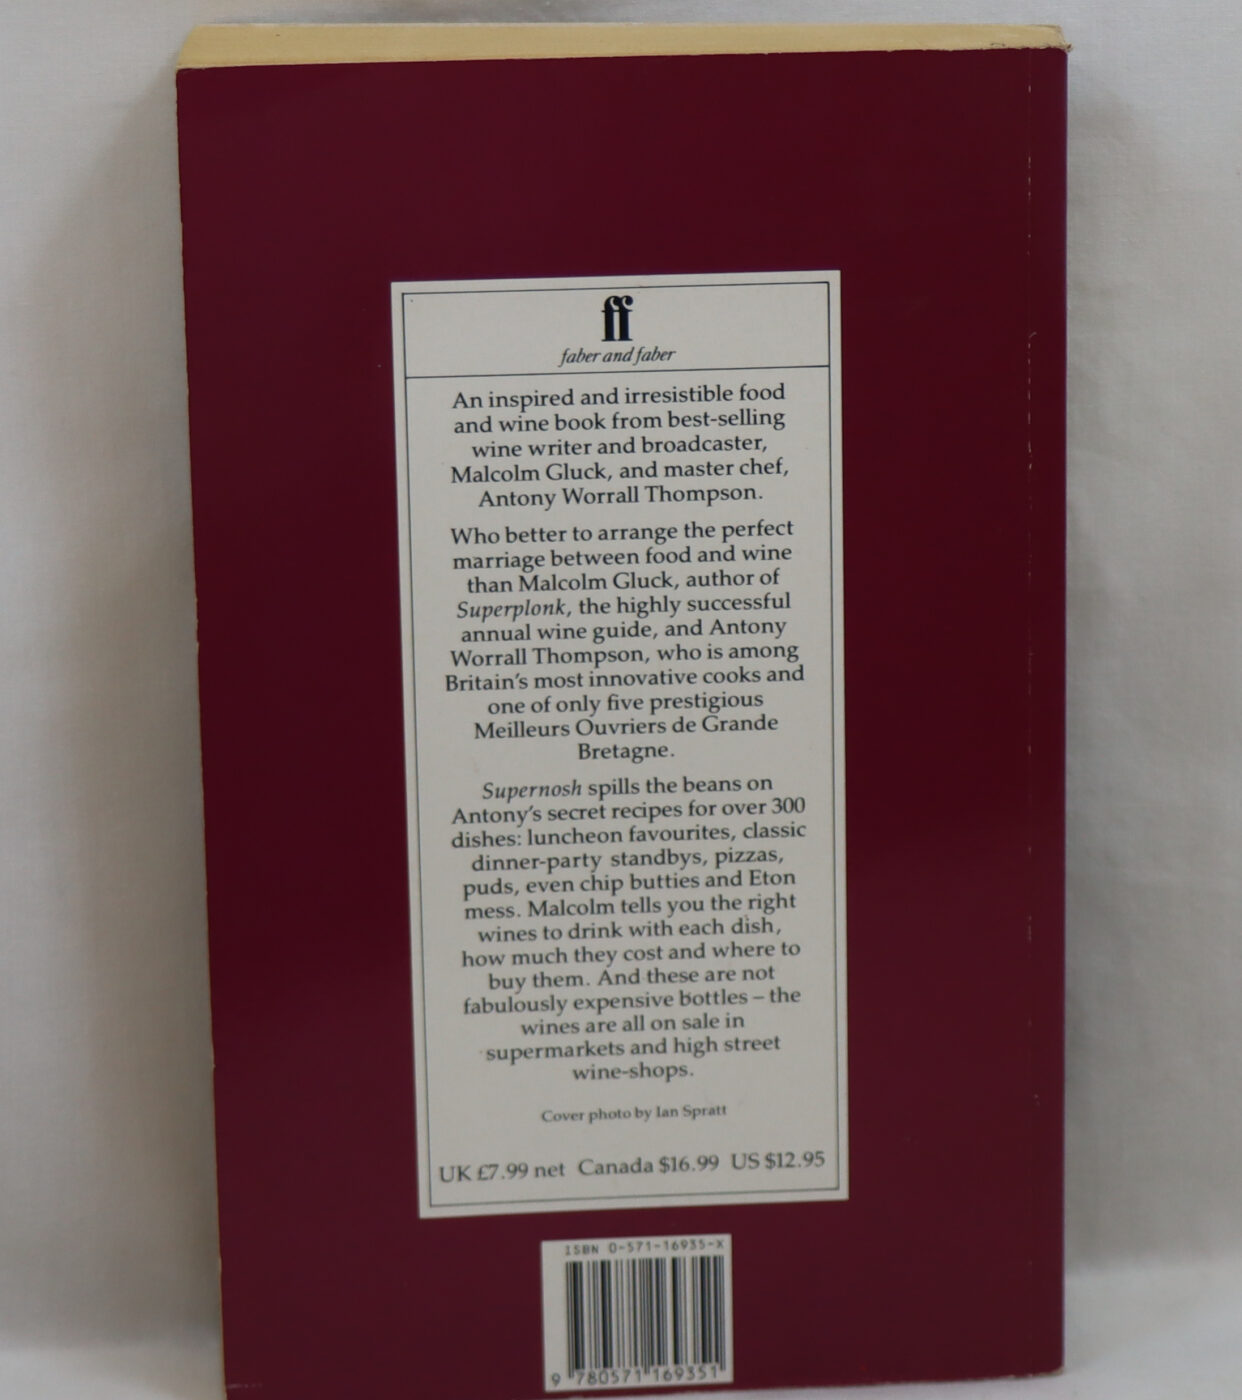 ff
faber and faber
An inspired and irresistible food
and wine book from best-selling
wine writer and broadcaster,
Malcolm Gluck, and master chef,
Antony Worrall Thompson.
Who better to arrange the perfect
marriage between food and wine
than Malcolm Gluck, author of
Superplonk, the highly successful
annual wine guide, and Antony
Worrall Thompson, who is among
Britain's most innovative cooks and
one of only five prestigious
Meilleurs Ouvriers de Grande
Bretagne.
Supernosh spills the beans on
Antony's secret recipes for over 300
dishes: luncheon favourites, classic
dinner-party standbys, pizzas,
puds, even chip butties and Eton
mess. Malcolm tells you the right
wines to drink with each dish,
how much they cost and where to
buy them. And these are not
fabulously expensive bottles – the
wines are all on sale in
supermarkets and high street
wine-shops.
Cover photo by Ian Spratt
UK £7.99 net Canada $16.99 US $12.95
ISBN 0-571-16935-X
9 780571 169351